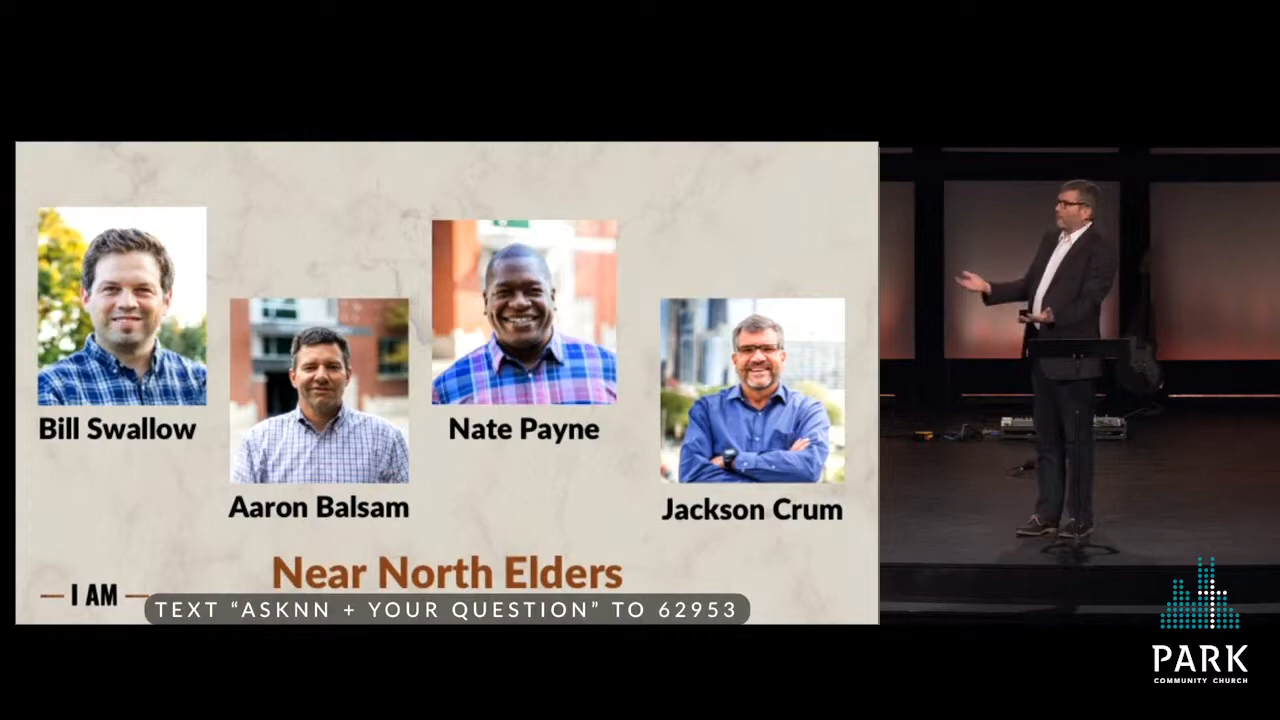 Bill Swallow
Nate Payne
Aaron Balsam
Jackson Crum
Near North Elders
I AM
TEXT “ASKNN + YOUR QUESTION” TO 62953
PARK
COMMUNITY CHURCH